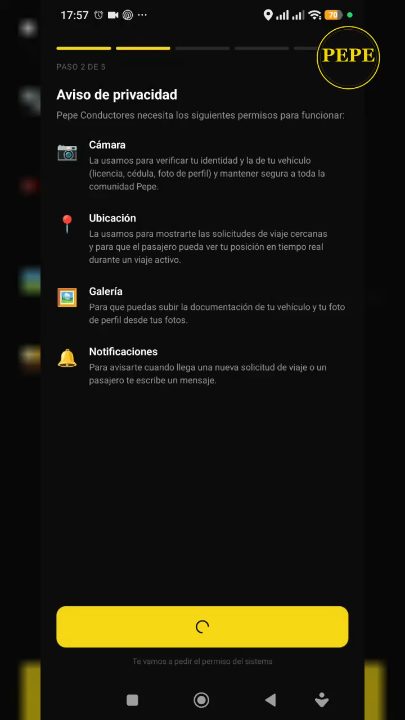 17:57
70
PEPE
PASO 2 DE 5
Aviso de privacidad
Pepe Conductores necesita los siguientes permisos para funcionar:
Cámara
La usamos para verificar tu identidad y la de tu vehículo
(licencia, cédula, foto de perfil) y mantener segura a toda la
comunidad Pepe.
Ubicación
La usamos para mostrarte las solicitudes de viaje cercanas
y para que el pasajero pueda ver tu posición en tiempo real
durante un viaje activo.
Galería
Para que puedas subir la documentación de tu vehículo y tu foto
de perfil desde tus fotos.
Notificaciones
Para avisarte cuando llega una nueva solicitud de viaje o un
pasajero te escribe un mensaje.
Te vamos a pedir el permiso del sistema